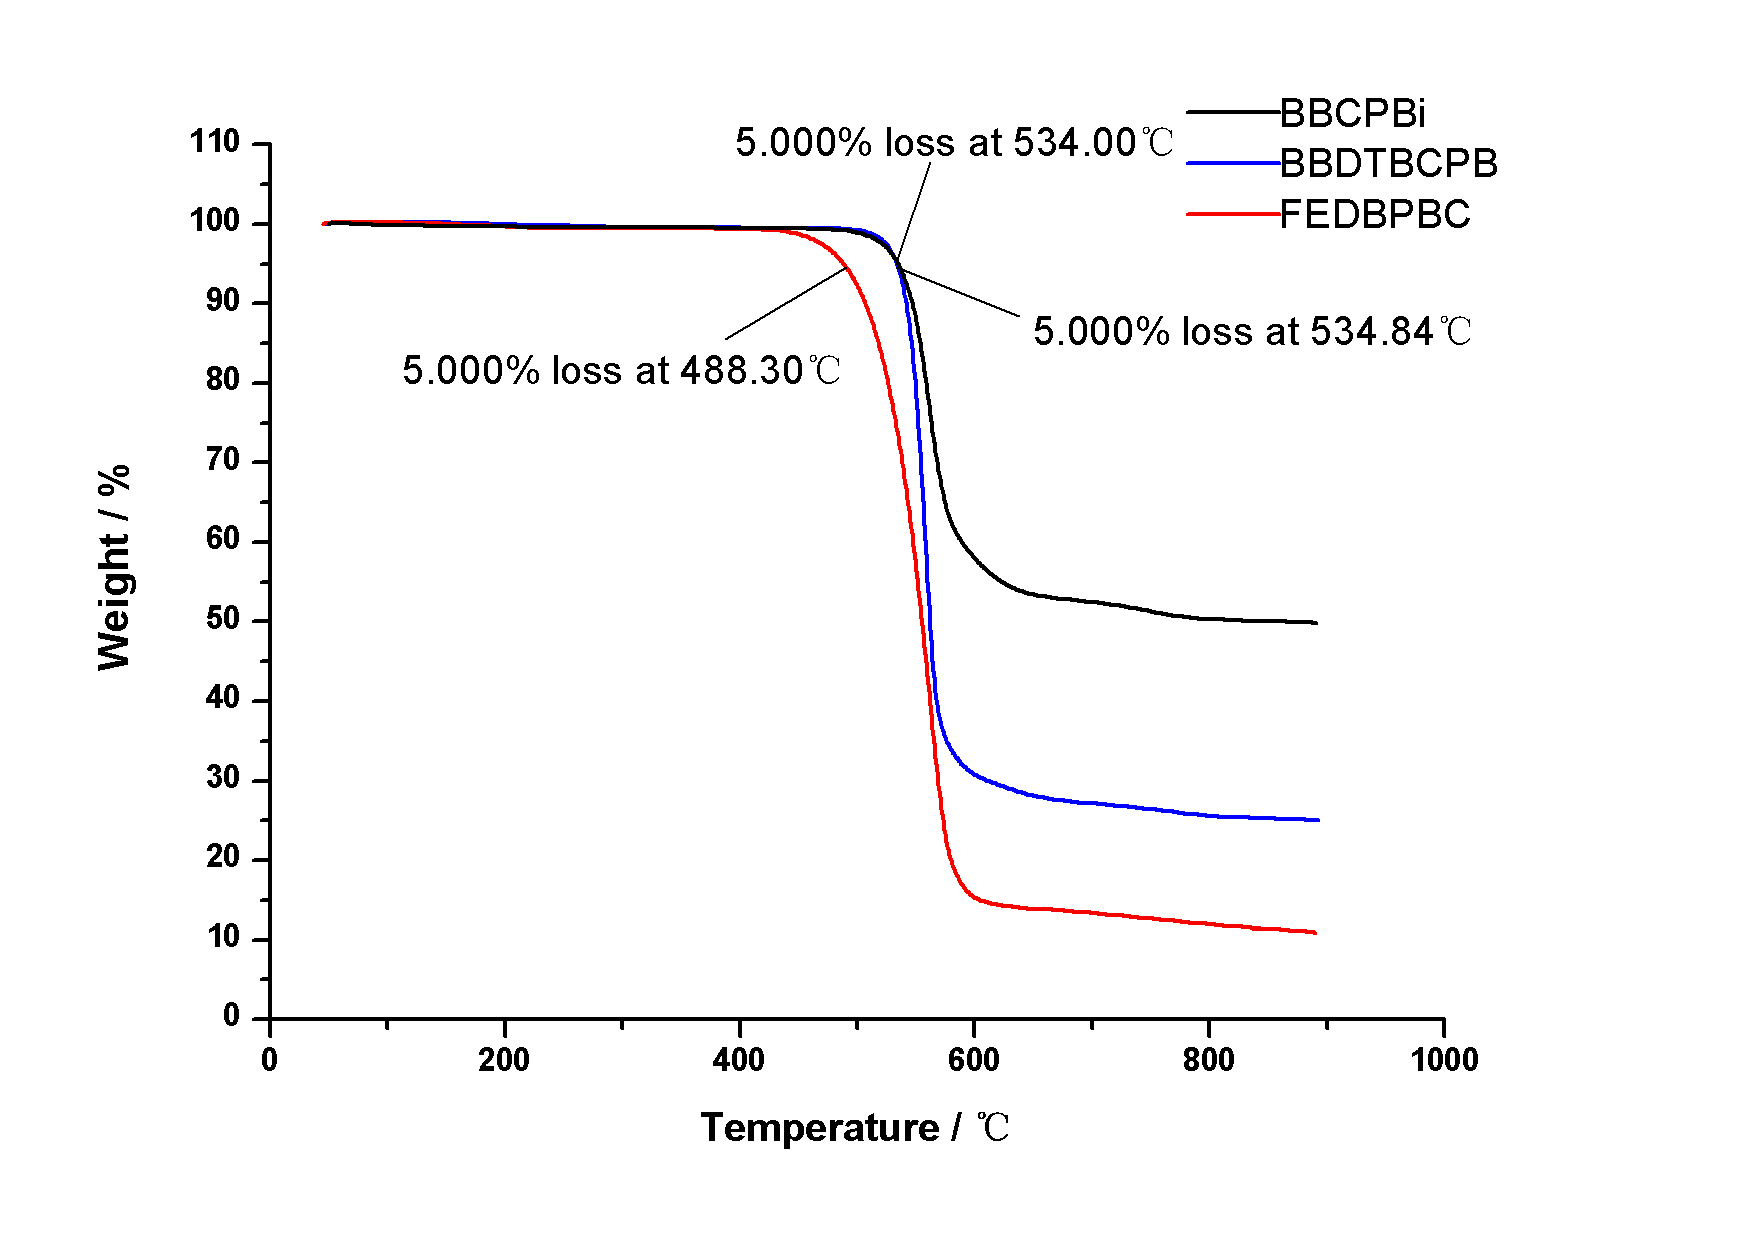 BBCPBi
BBDTBCPB
FEDBPBC
5.000% loss at 534.00℃
5.000% loss at 534.84℃
5.000% loss at 488.30℃
Weight / %
110
100
90
80
70
60
50
40
30
20
10
0
0 200 400 600 800 1000
Temperature / ℃